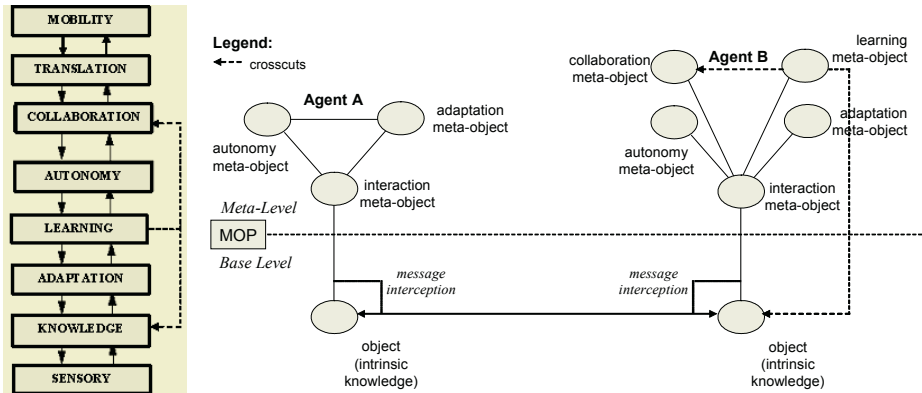 MOBILITY
TRANSLATION
COLLABORATION
AUTONOMY
LEARNING
ADAPTATION
KNOWLEDGE
SENSORY
Legend:
crosscuts
Agent A
autonomy
meta-object
adaptation
meta-object
interaction
meta-object
Meta-Level
MOP
Base Level
message
interception
object
(intrinsic
knowledge)
collaboration
meta-object
Agent B
learning
meta-object
autonomy
meta-object
adaptation
meta-object
interaction
meta-object
message
interception
object
(intrinsic
knowledge)